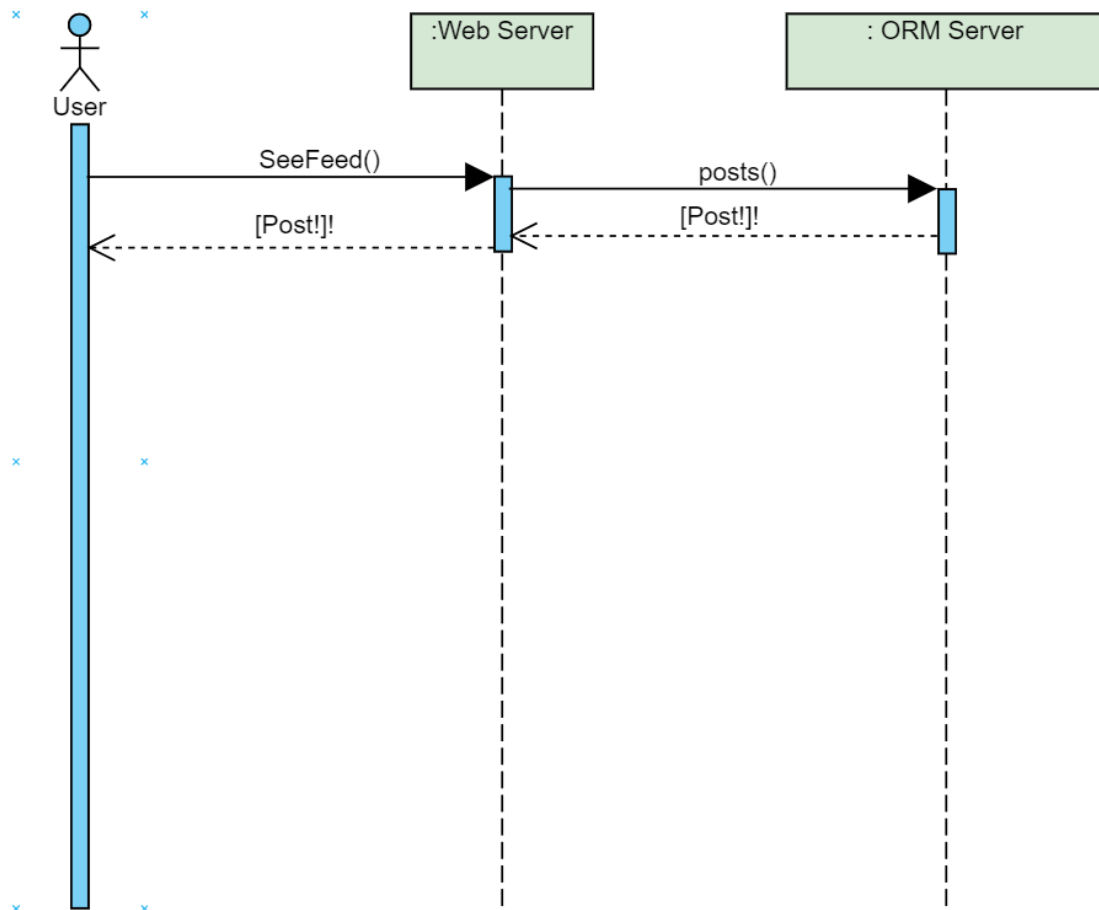 :Web Server
: ORM Server
User
SeeFeed()
posts()
[Post!]!
[Post!]!